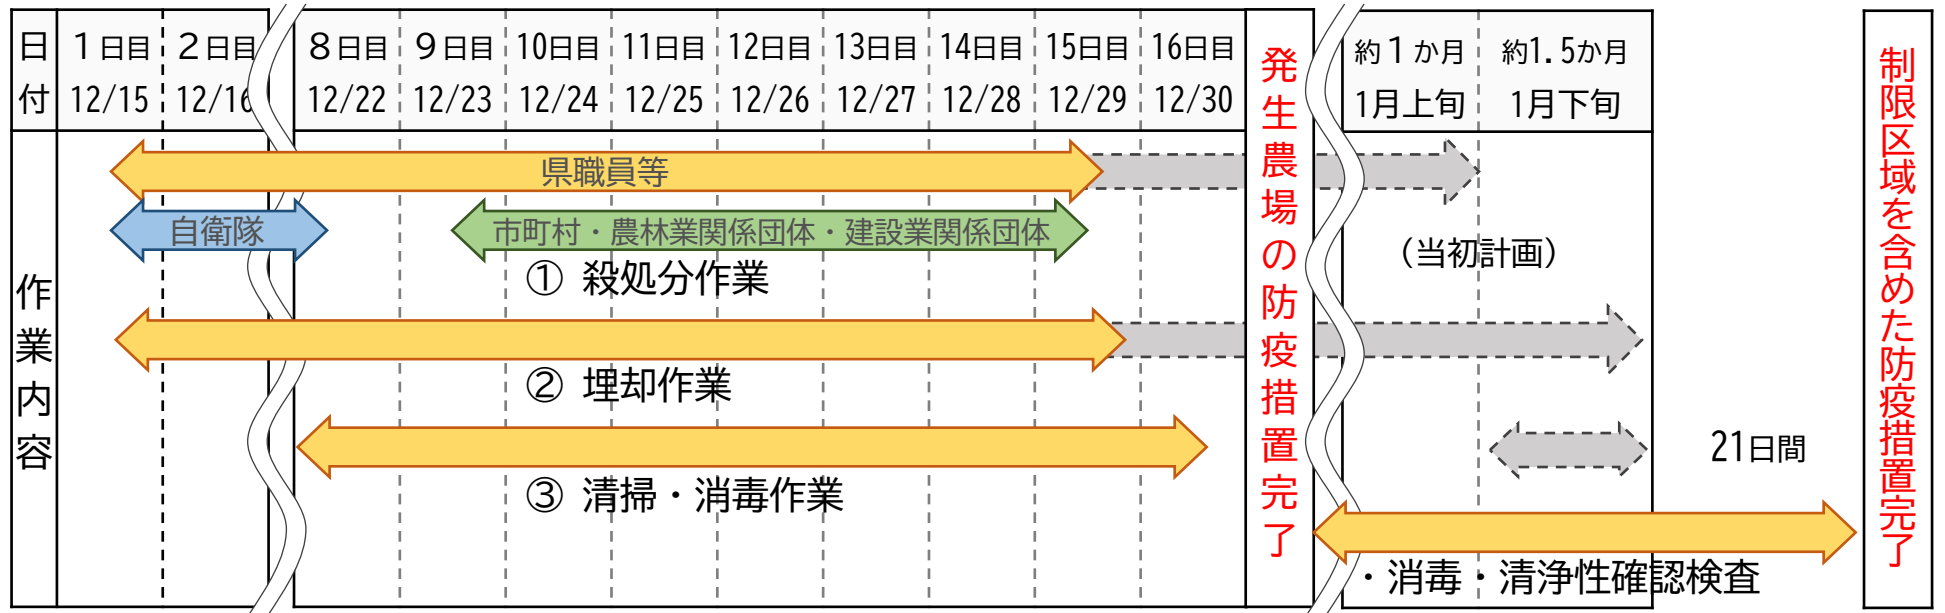 日付
1日目
12/15
2日目
12/16
8日目
12/22
9日目
12/23
10日目
12/24
11日目
12/25
12日目
12/26
13日目
12/27
14日目
12/28
15日目
12/29
16日目
12/30
発生農場の防疫措置完了
約1か月
1月上旬
約1.5か月
1月下旬
制限区域を含めた防疫措置完了
作業内容
県職員等
自衛隊
市町村・農林業関係団体・建設業関係団体
① 殺処分作業
(当初計画)
② 埋却作業
③ 清掃・消毒作業
21日間
・消毒・清浄性確認検査